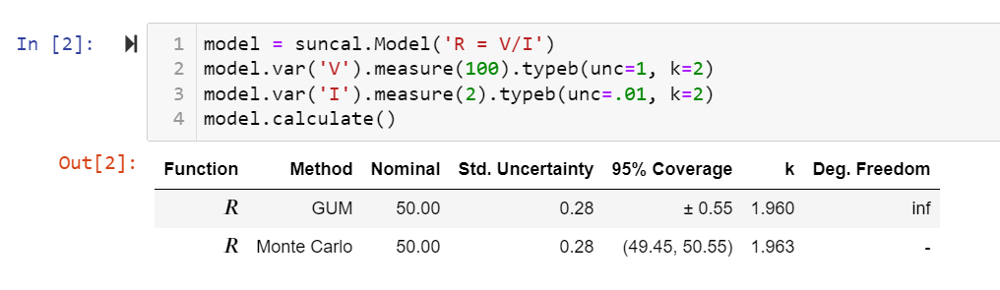 In [2]:
1 model = suncal.Model('R = V/I')
2 model.var('V').measure(100).typeb(unc=1, k=2)
3 model.var('I').measure(2).typeb(unc=.01, k=2)
4 model.calculate()
Out[2]:
Function Method Nominal Std. Uncertainty 95% Coverage k Deg. Freedom
R GUM 50.00 0.28 ± 0.55 1.960 inf
R Monte Carlo 50.00 0.28 (49.45, 50.55) 1.963 -